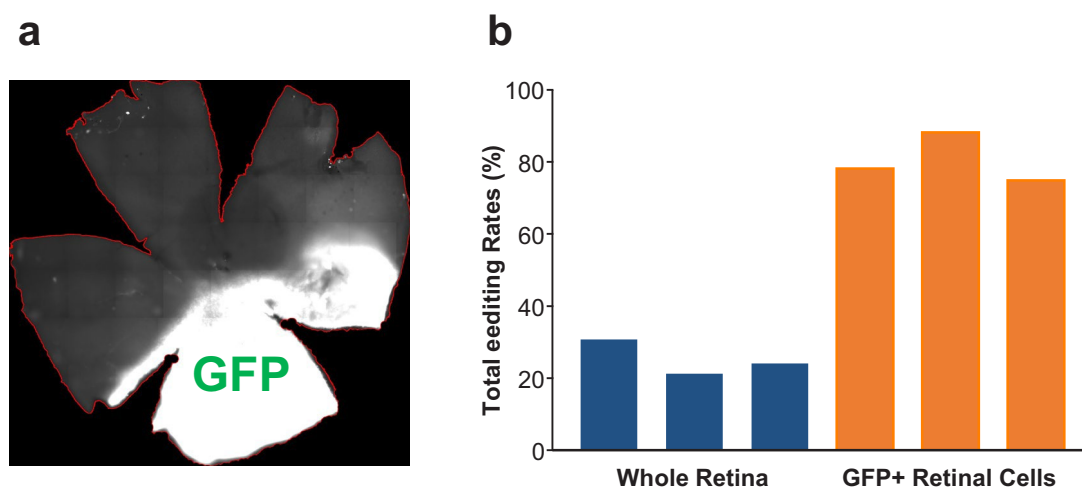 a
b
GFP
Total eediting Rates (%)
100
80
60
40
20
0
Whole Retina
GFP+ Retinal Cells